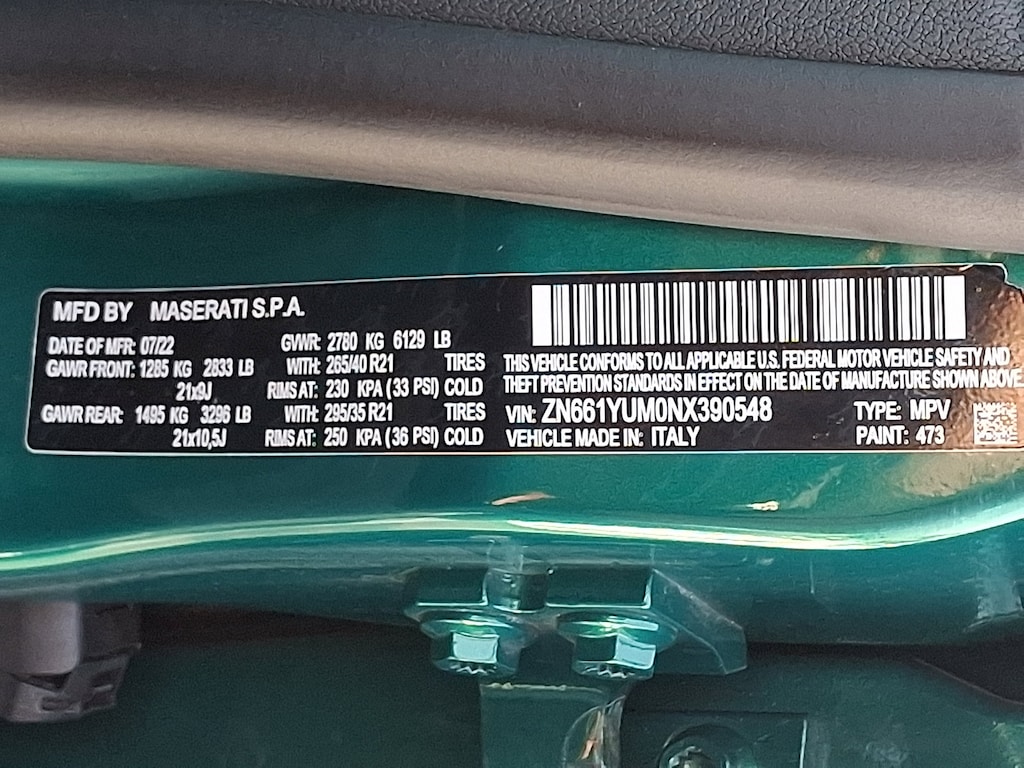 MFD BY MASERATI S.P.A.
DATE OF MFR: 07/22 GVWR: 2780 KG 6129 LB
GAWR FRONT: 1285 KG 2833 LB WITH: 265/40 R21 TIRES
21x9J RIMS AT: 230 KPA (33 PSI) COLD
GAWR REAR: 1495 KG 3296 LB WITH: 295/35 R21 TIRES
21x10,5J RIMS AT: 250 KPA (36 PSI) COLD
THIS VEHICLE CONFORMS TO ALL APPLICABLE U.S. FEDERAL MOTOR VEHICLE SAFETY AND
THEFT PREVENTION STANDARDS IN EFFECT ON THE DATE OF MANUFACTURE SHOWN ABOVE
VIN: ZN661YUM0NX390548 TYPE: MPV
VEHICLE MADE IN: ITALY PAINT: 473